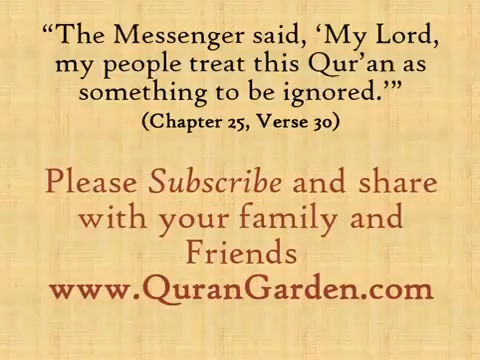 “The Messenger said, ‘My Lord,
my people treat this Qur’an as
something to be ignored.’”
(Chapter 25, Verse 30)
Please Subscribe and share
with your family and
Friends
www.QuranGarden.com